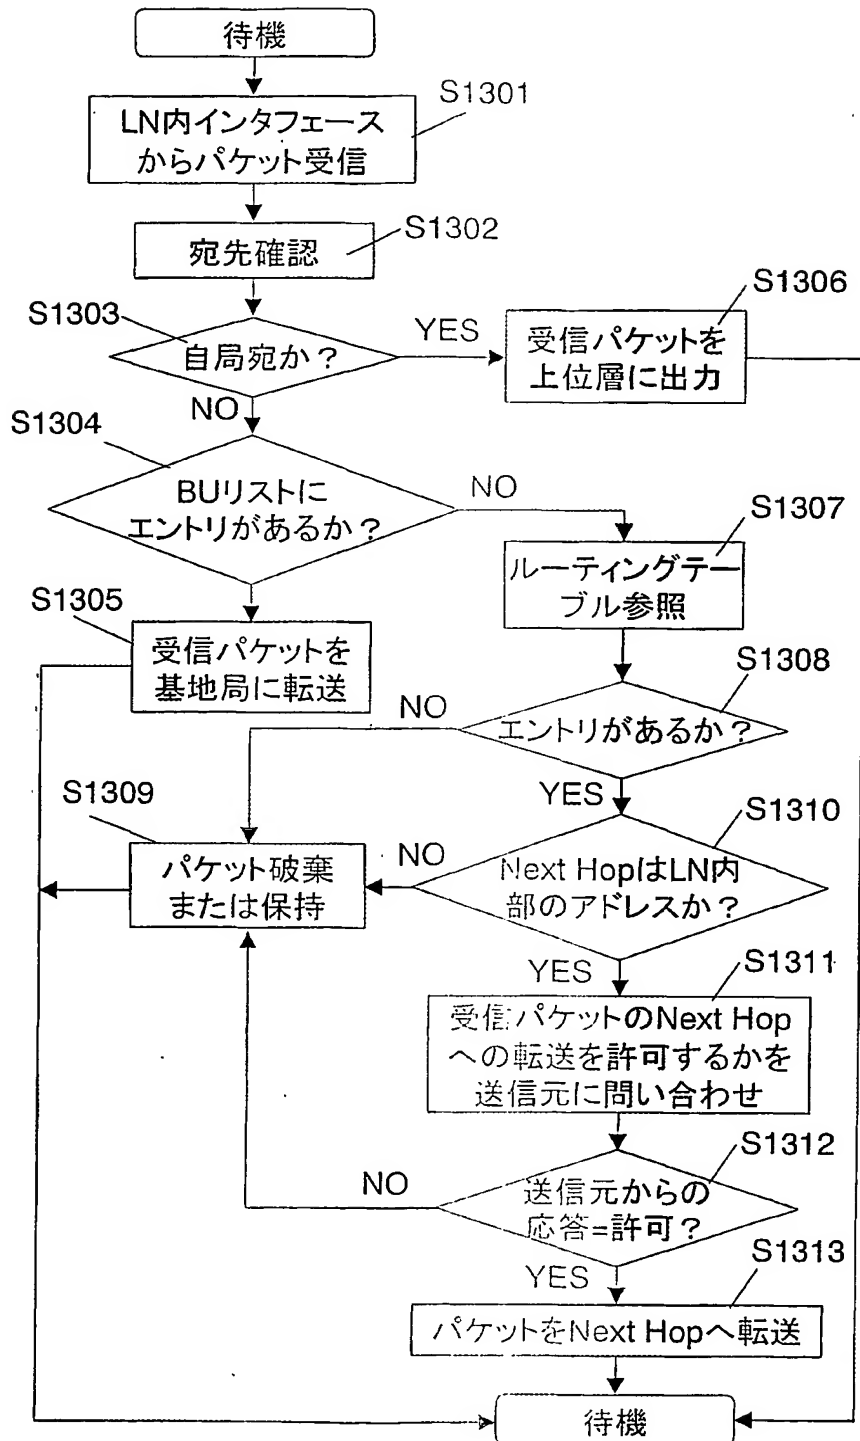 待機
S1301
LN内インタフェース
からパケット受信
S1302
宛先確認
S1303
自局宛か?
YES
S1306
受信パケットを
上位層に出力
NO
S1304
BUリストに
エントリがあるか?
NO
S1307
ルーティングテー
ブル参照
S1305
受信パケットを
基地局に転送
S1308
エントリがあるか?
NO
YES
S1309
パケット破棄
または保持
S1310
Next HopはLN内
部のアドレスか?
NO
YES
S1311
受信パケットのNext Hop
への転送を許可するかを
送信元に問い合わせ
S1312
送信元からの
応答=許可?
NO
YES
S1313
パケットをNext Hopへ転送
待機